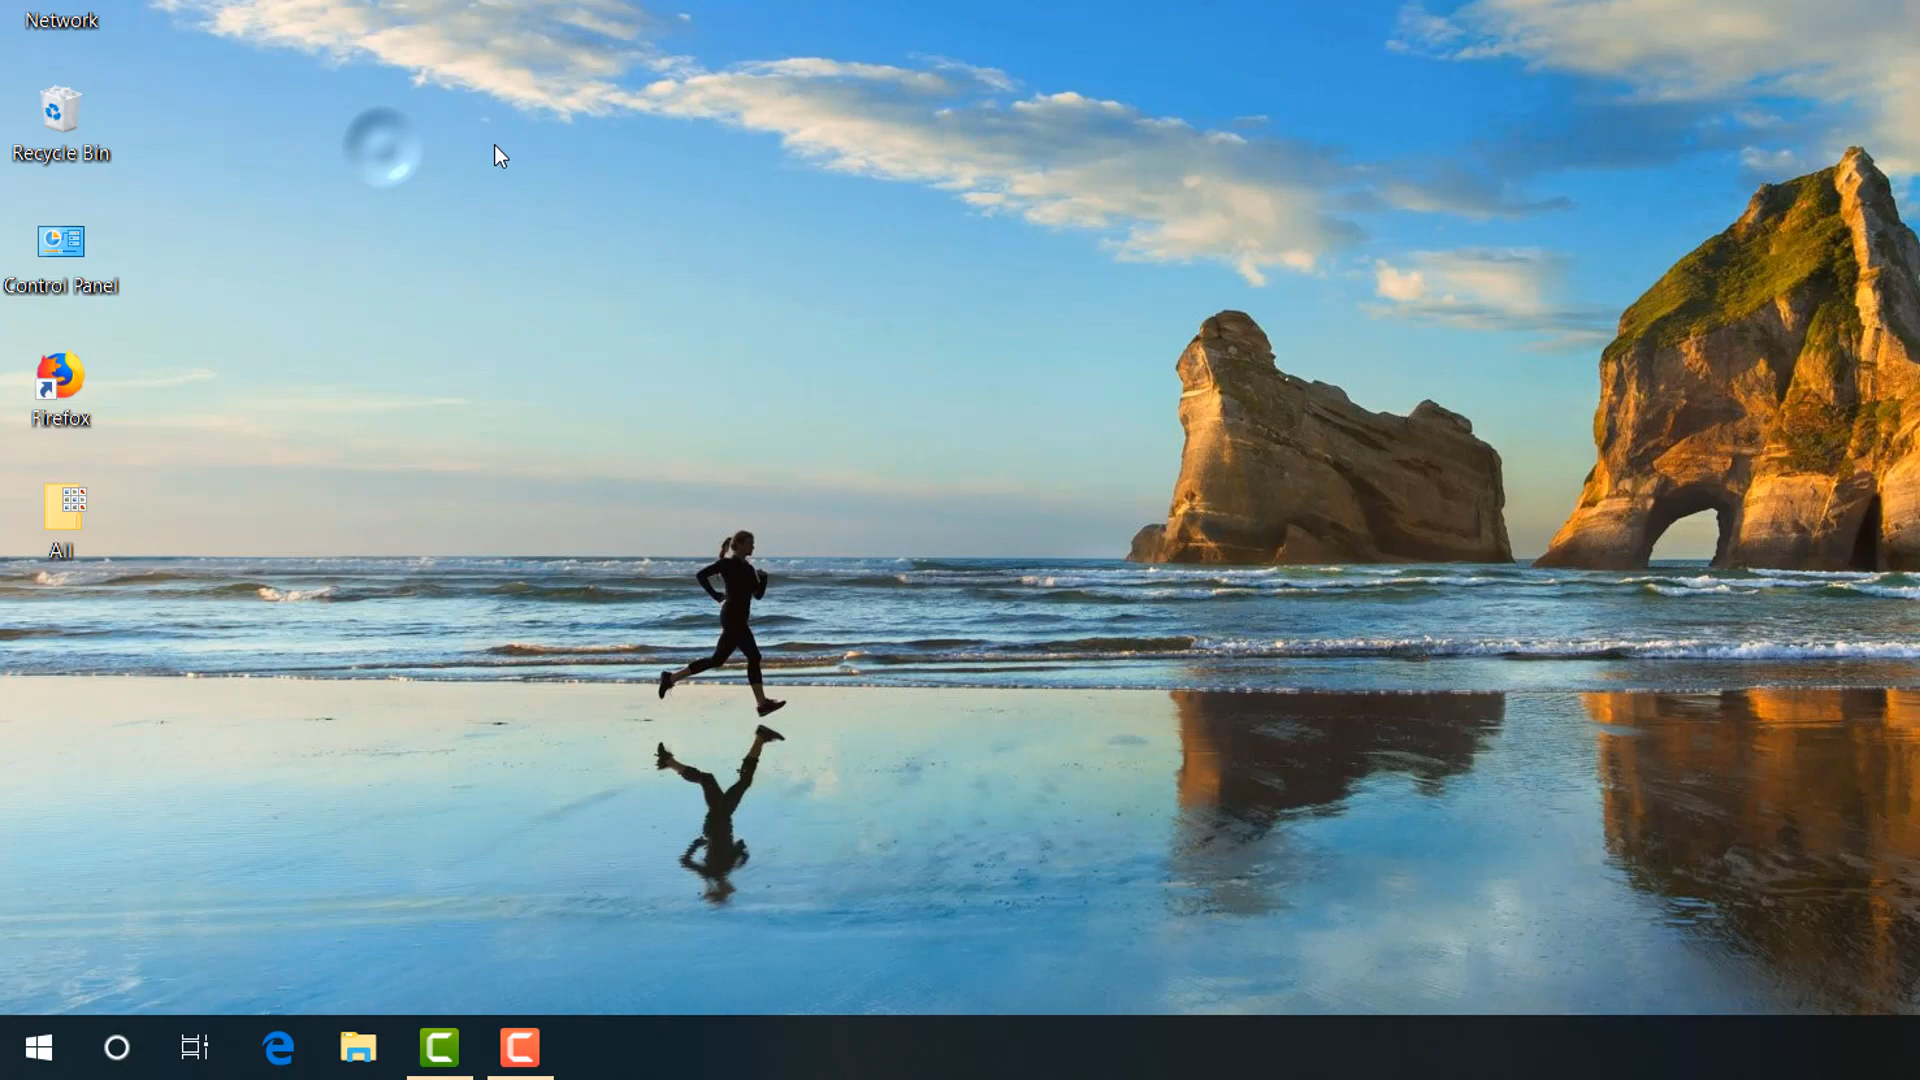 Network
Recycle Bin
Control Panel
Firefox
All